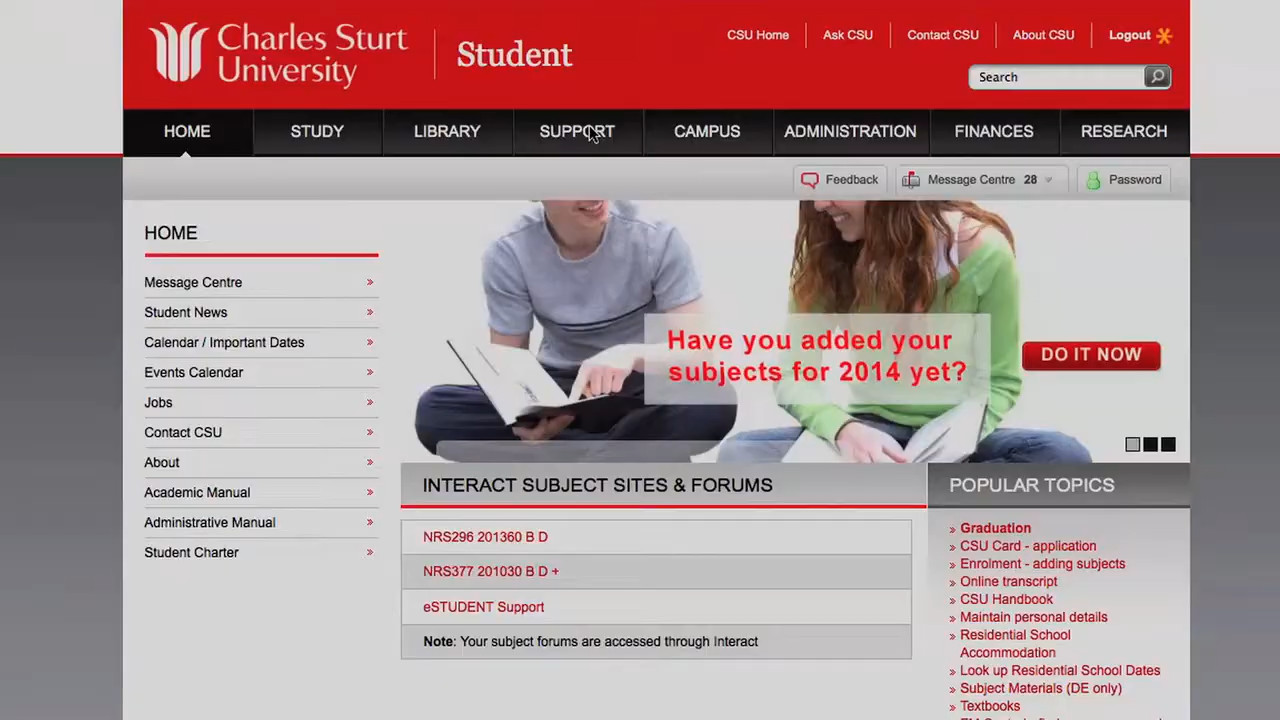 Charles Sturt
University
Student
CSU Home
Ask CSU
Contact CSU
About CSU
Logout
Search
HOME
STUDY
LIBRARY
SUPPORT
CAMPUS
ADMINISTRATION
FINANCES
RESEARCH
Feedback
Message Centre 28
Password
HOME
Message Centre
Student News
Calendar / Important Dates
Events Calendar
Jobs
Contact CSU
About
Academic Manual
Administrative Manual
Student Charter
Have you added your
subjects for 2014 yet?
DO IT NOW
INTERACT SUBJECT SITES & FORUMS
NRS296 201360 B D
NRS377 201030 B D +
eSTUDENT Support
Note: Your subject forums are accessed through Interact
POPULAR TOPICS
» Graduation
» CSU Card - application
» Enrolment - adding subjects
» Online transcript
» CSU Handbook
» Maintain personal details
» Residential School
Accommodation
» Look up Residential School Dates
» Subject Materials (DE only)
» Textbooks